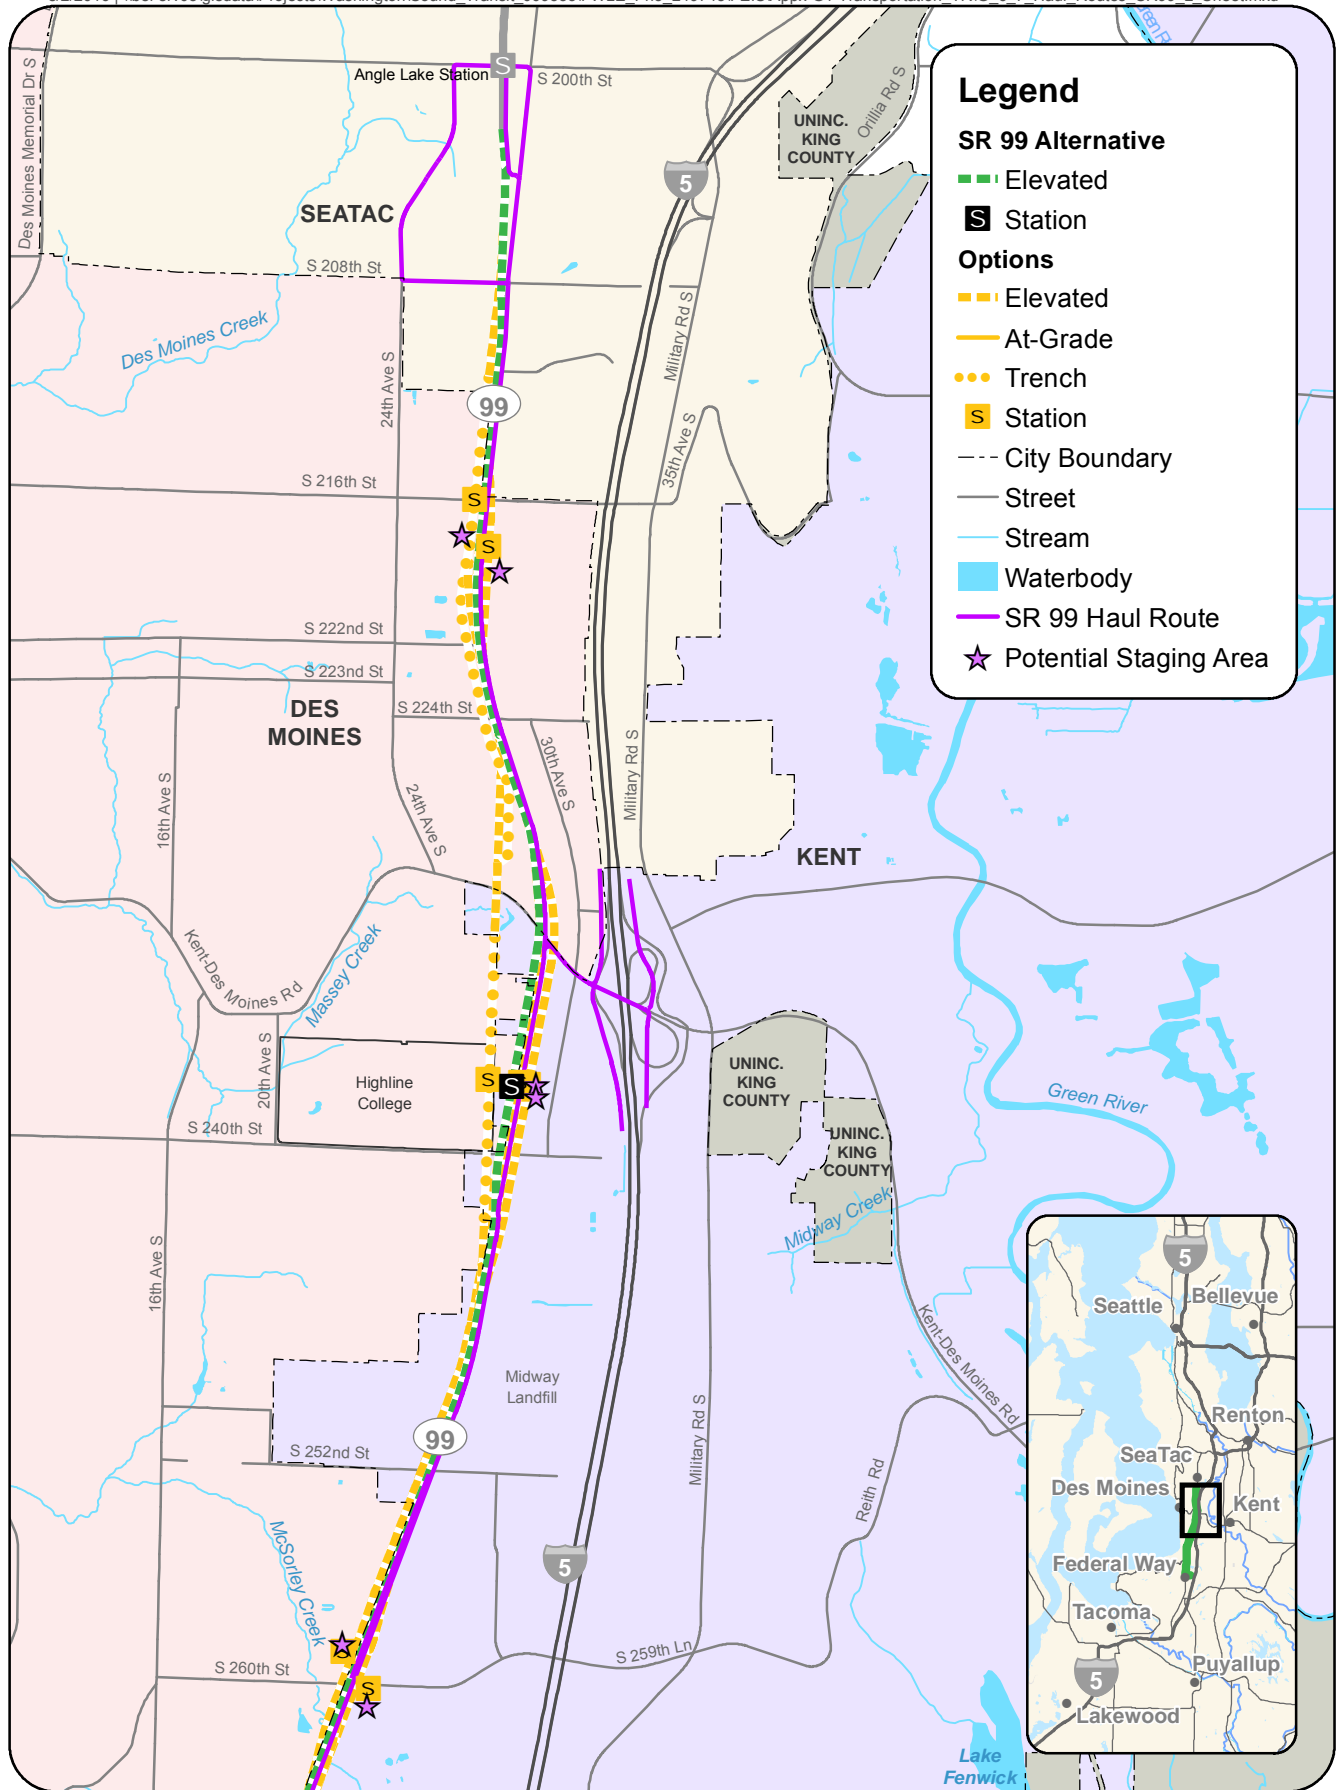 Angle Lake Station
S
S 200th St
Des Moines Memorial Dr S
SEATAC
S 208th St
5
Military Rd S
UNINC.
KING
COUNTY
Orillia Rd S
Legend
SR 99 Alternative
Elevated
S Station
Options
Elevated
At-Grade
Trench
S Station
City Boundary
Street
Stream
Waterbody
SR 99 Haul Route
Potential Staging Area
Des Moines Creek
24th Ave S
99
35th Ave S
S 216th St
S
S
S 222nd St
S 223rd St
DES
MOINES
S 224th St
30th Ave S
Military Rd S
16th Ave S
24th Ave S
KENT
Kent-Des Moines Rd
Massey Creek
20th Ave S
Highline
College
S
S
S 240th St
UNINC.
KING
COUNTY
UNINC.
KING
COUNTY
Green River
Midway Creek
16th Ave S
Midway
Landfill
Kent-Des Moines Rd
99
S 252nd St
Military Rd S
Reith Rd
McSorley Creek
5
S 260th St
S
S 259th Ln
Lake
Fenwick
5
Seattle
Bellevue
Renton
SeaTac
Des Moines
Kent
Federal Way
Tacoma
5
Puyallup
Lakewood